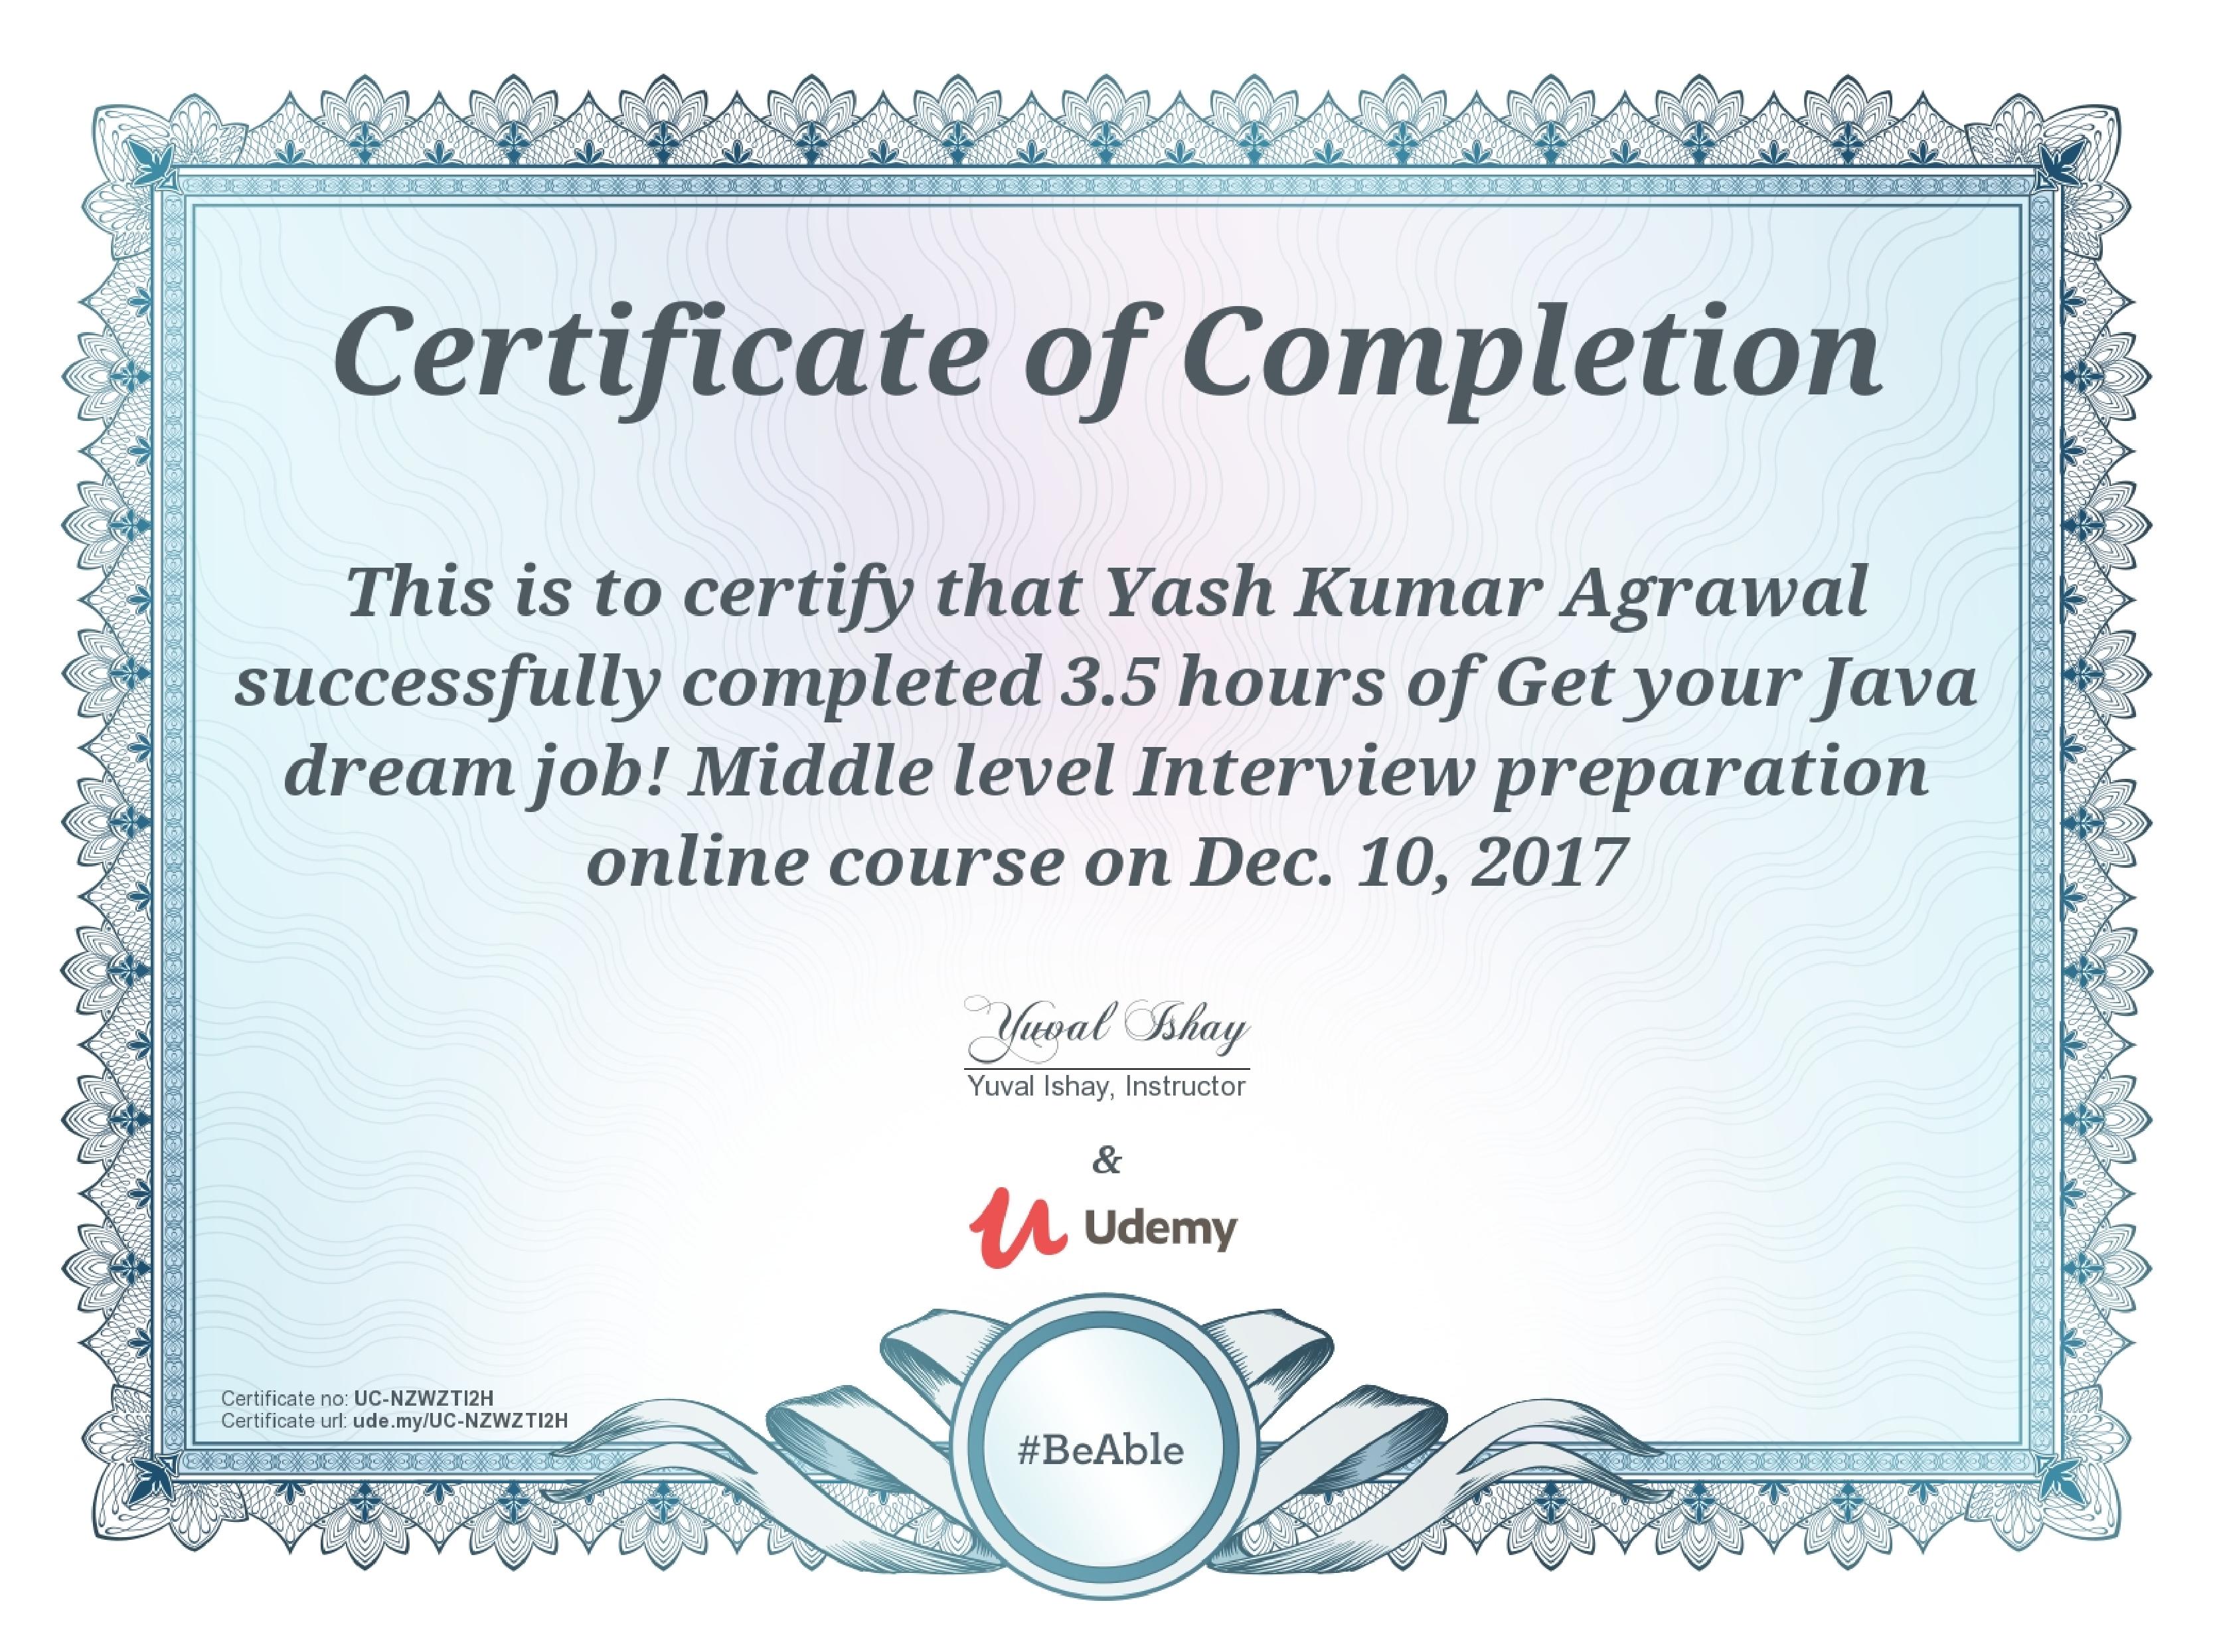 Certificate of Completion
This is to certify that Yash Kumar Agrawal
successfully completed 3.5 hours of Get your Java
dream job! Middle level Interview preparation
online course on Dec. 10, 2017
Yuval Ishay
Yuval Ishay, Instructor
&
Udemy
Certificate no: UC-NZWZTI2H
Certificate url: ude.my/UC-NZWZTI2H
#BeAble